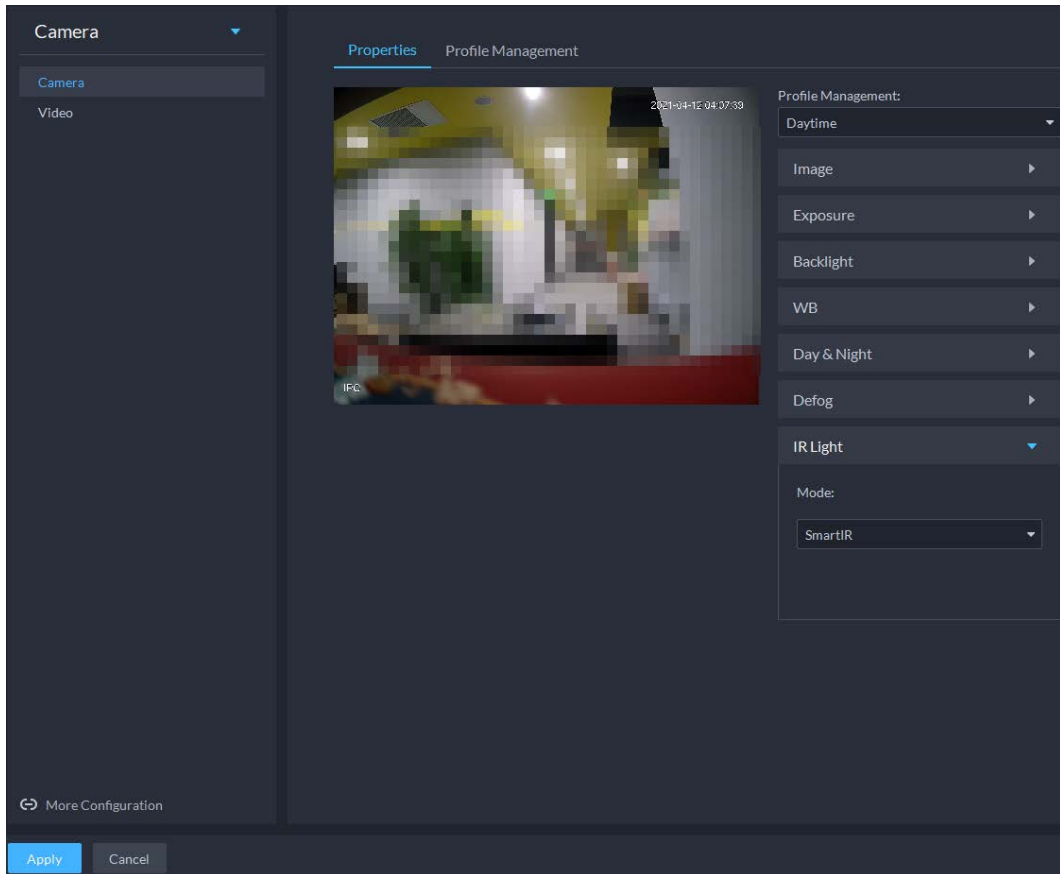 Camera
Camera
Video
More Configuration
Properties
Profile Management
2021-04-12 04:37:39
IPC
Profile Management:
Daytime
Image
Exposure
Backlight
WB
Day & Night
Defog
IR Light
Mode:
SmartIR
Apply
Cancel